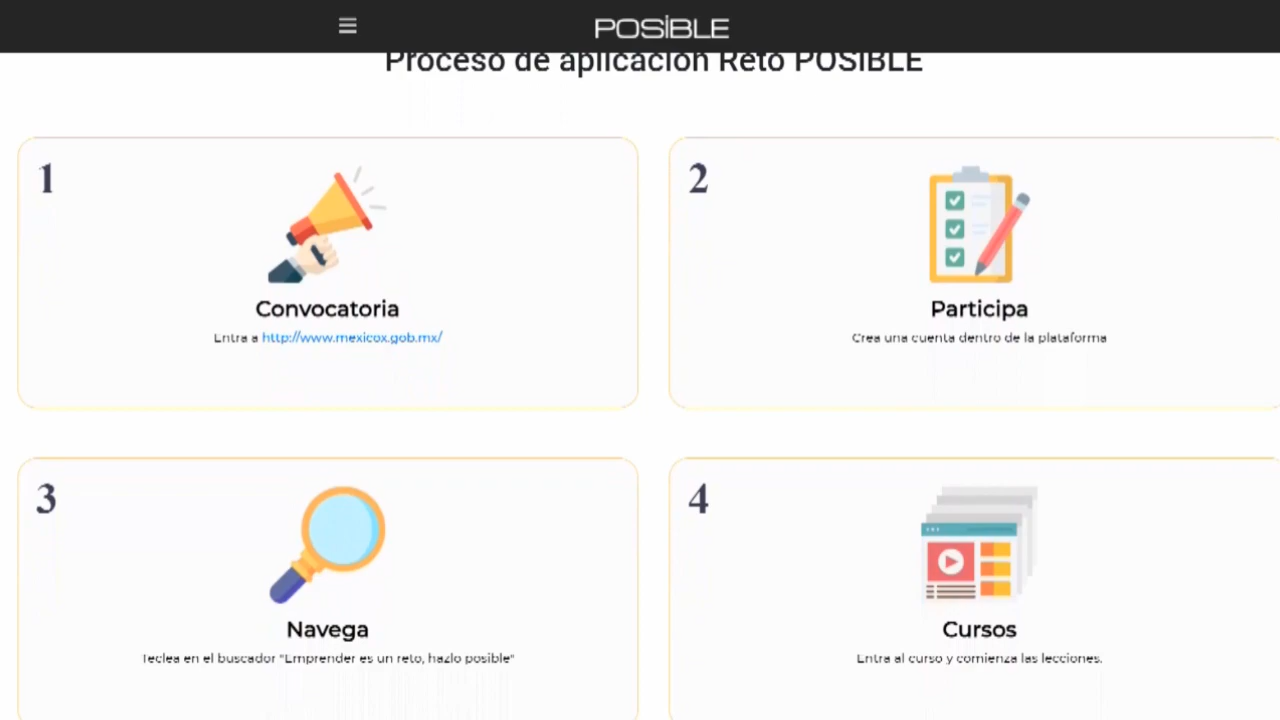 POSIBLE
Proceso de aplicación Reto POSIBLE
1
Convocatoria
Entra a http://www.mexicox.gob.mx/
2
Participa
Crea una cuenta dentro de la plataforma
3
Navega
Teclea en el buscador "Emprender es un reto, hazlo posible"
4
Cursos
Entra al curso y comienza las lecciones.